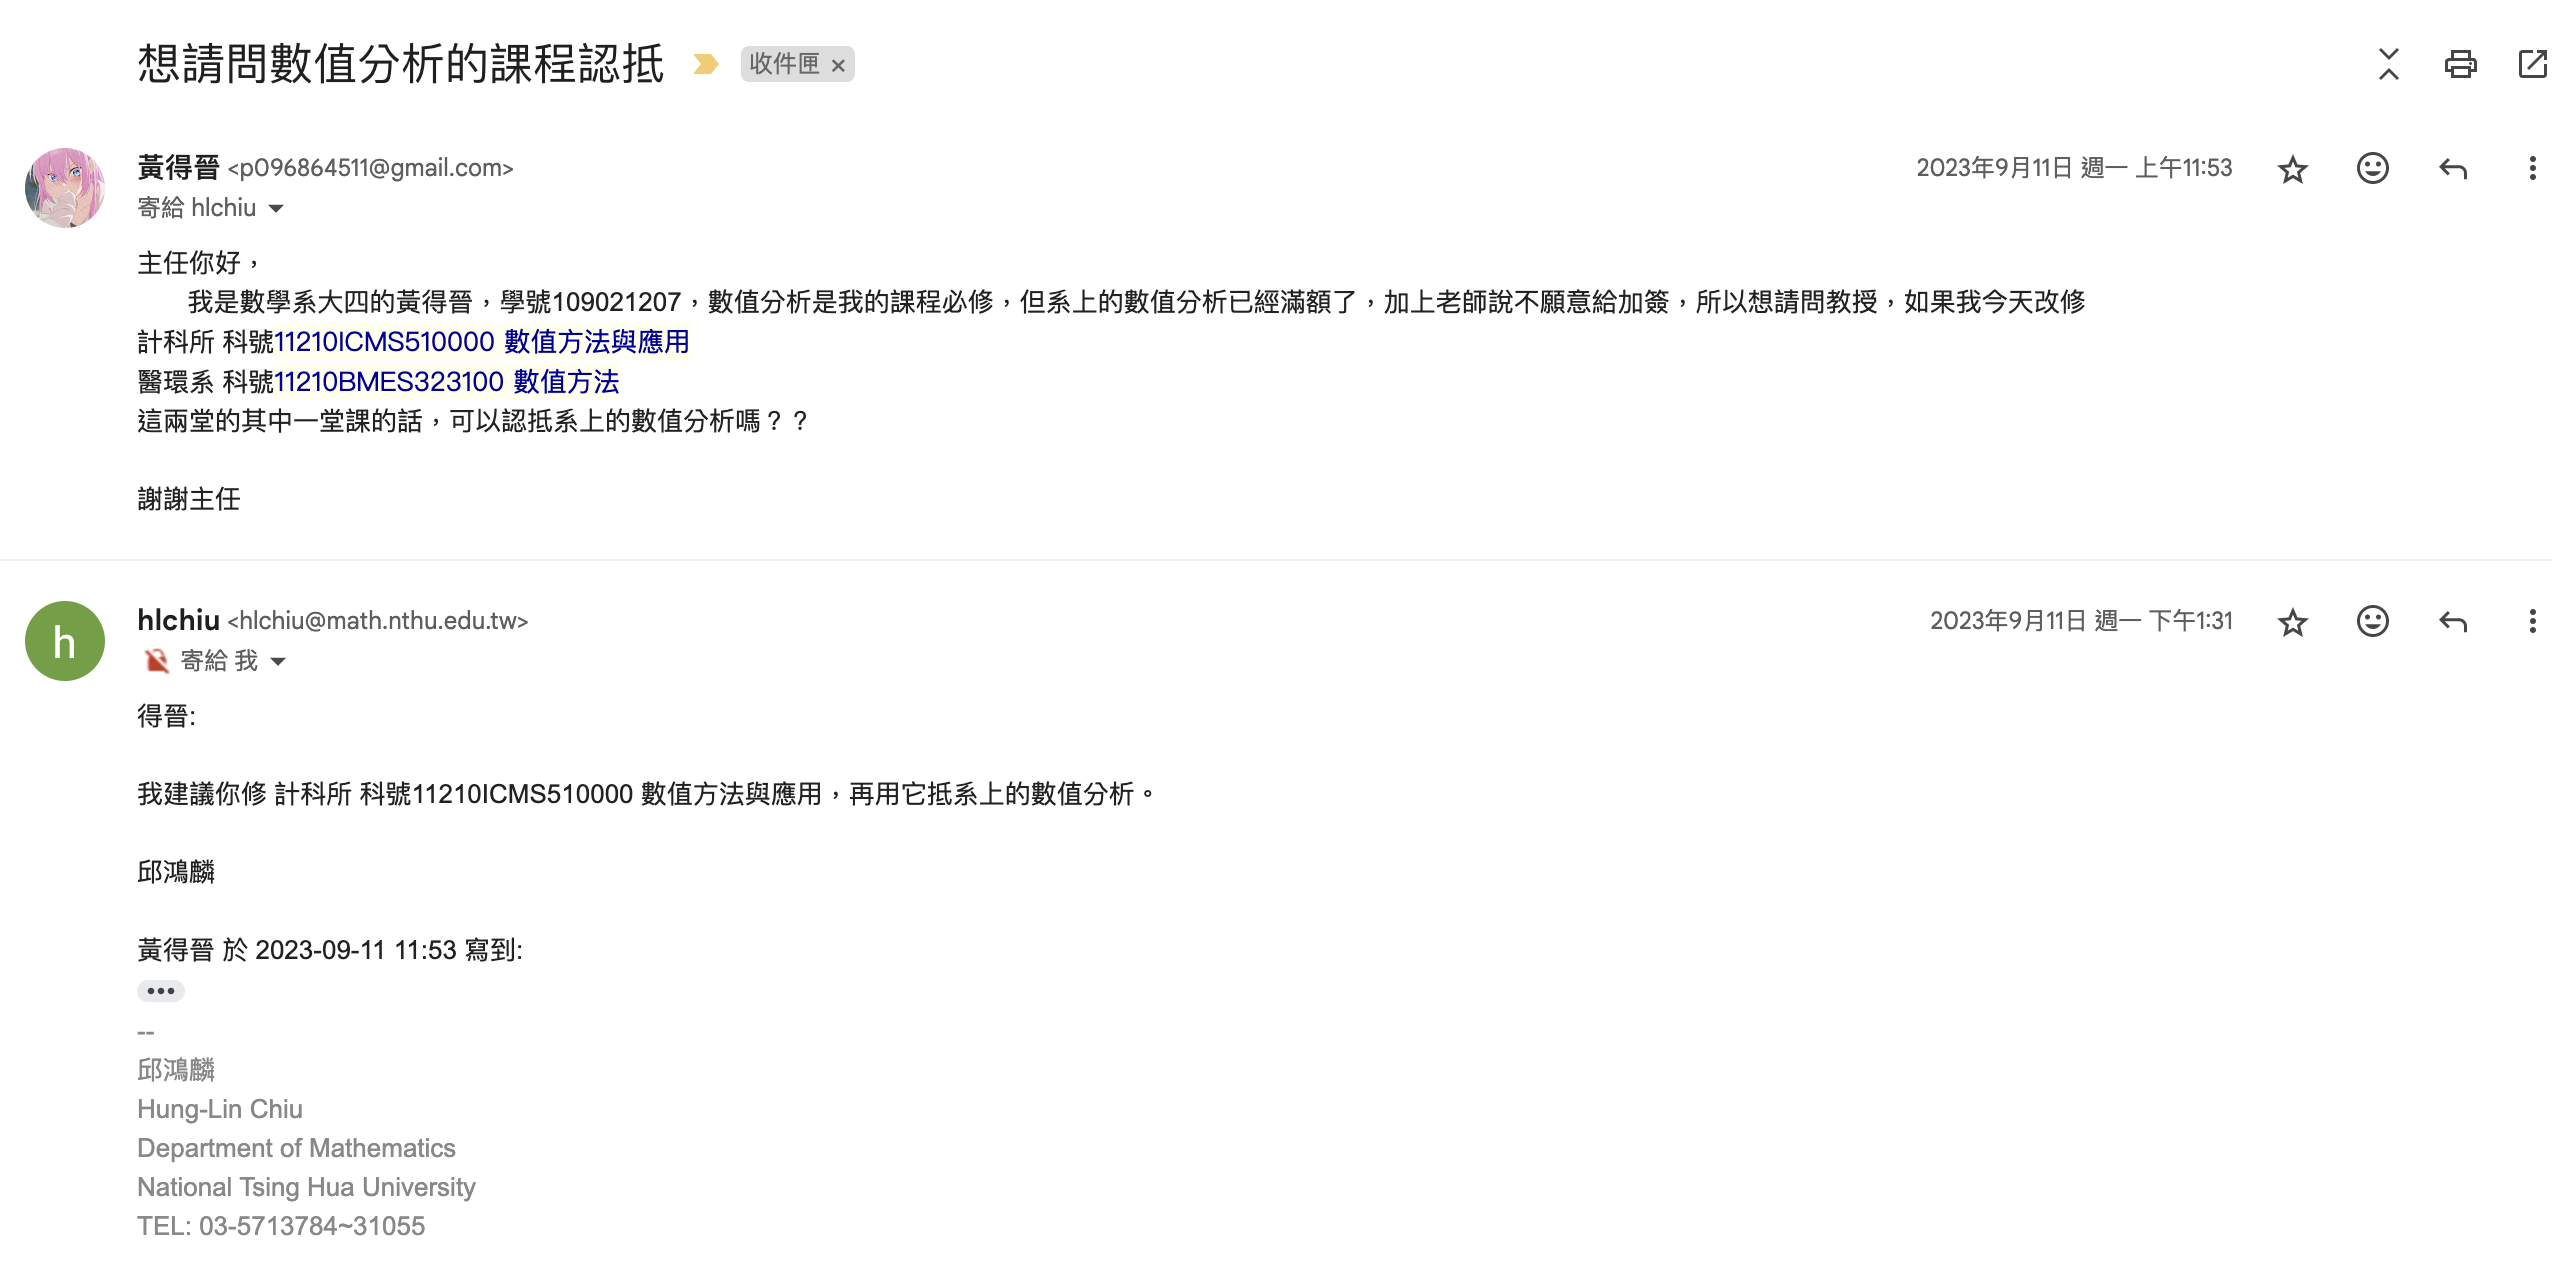 想請問數值分析的課程認抵 收件匣 ×
黃得晉 <p096864511@gmail.com> 2023年9月11日 週一 上午11:53
寄給 hlchiu
主任你好，
我是數學系大四的黃得晉，學號109021207，數值分析是我的課程必修，但系上的數值分析已經滿額了，加上老師說不願意給加簽，所以想請問教授，如果我今天改修
計科所 科號11210ICMS510000 數值方法與應用
醫環系 科號11210BMES323100 數值方法
這兩堂的其中一堂課的話，可以認抵系上的數值分析嗎？？
謝謝主任
h
hlchiu <hlchiu@math.nthu.edu.tw> 2023年9月11日 週一 下午1:31
寄給 我
得晉:
我建議你修 計科所 科號11210ICMS510000 數值方法與應用，再用它抵系上的數值分析。
邱鴻麟
黃得晉 於 2023-09-11 11:53 寫到:
•••
--
邱鴻麟
Hung-Lin Chiu
Department of Mathematics
National Tsing Hua University
TEL: 03-5713784~31055